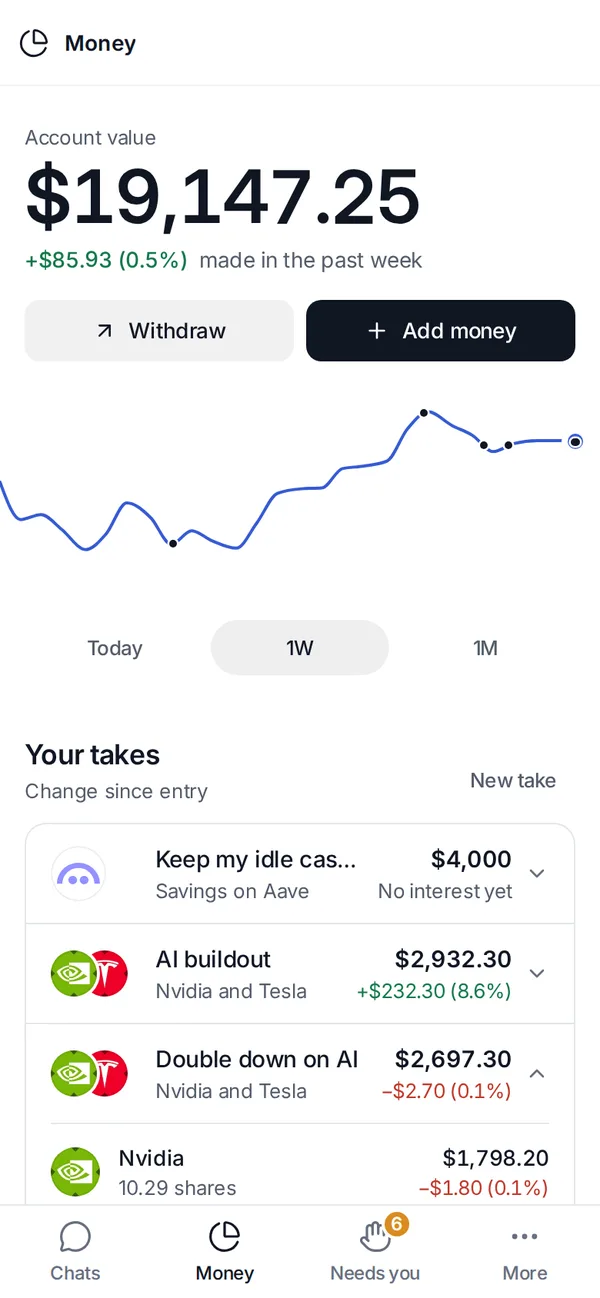 Money
Account value
$19,147.25
+$85.93 (0.5%) made in the past week
Withdraw
Add money
Today
1W
1M
Your takes
Change since entry
New take
Keep my idle cas...
$4,000
Savings on Aave
No interest yet
AI buildout
$2,932.30
Nvidia and Tesla
+$232.30 (8.6%)
Double down on AI
$2,697.30
Nvidia and Tesla
−$2.70 (0.1%)
Nvidia
$1,798.20
10.29 shares
−$1.80 (0.1%)
6
Chats
Money
Needs you
More